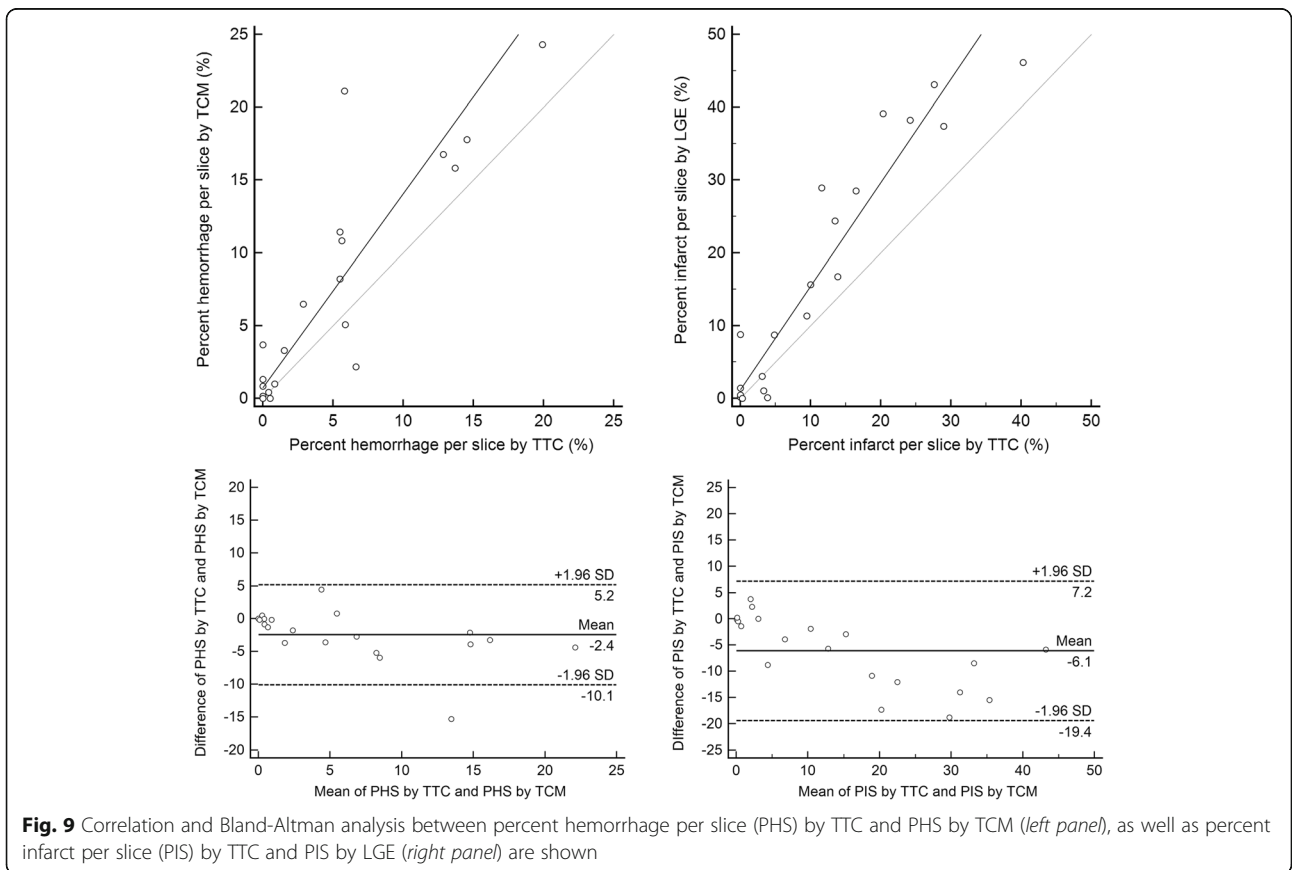 25
20
15
10
5
0
Percent hemorrhage per slice by TCM (%)
0 5 10 15 20 25
Percent hemorrhage per slice by TTC (%)
50
40
30
20
10
0
Percent infarct per slice by LGE (%)
0 10 20 30 40 50
Percent infarct per slice by TTC (%)
20
15
10
5
0
-5
-10
-15
-20
Difference of PHS by TTC and PHS by TCM
+1.96 SD
5.2
Mean
-2.4
-1.96 SD
-10.1
0 5 10 15 20 25
Mean of PHS by TTC and PHS by TCM
25
20
15
10
5
0
-5
-10
-15
-20
-25
DIfference of PIS by TTC and PIS by TCM
+1.96 SD
7.2
Mean
-6.1
-1.96 SD
-19.4
0 10 20 30 40 50
Mean of PIS by TTC and PIS by TCM
Fig. 9 Correlation and Bland-Altman analysis between percent hemorrhage per slice (PHS) by TTC and PHS by TCM (left panel), as well as percent
infarct per slice (PIS) by TTC and PIS by LGE (right panel) are shown